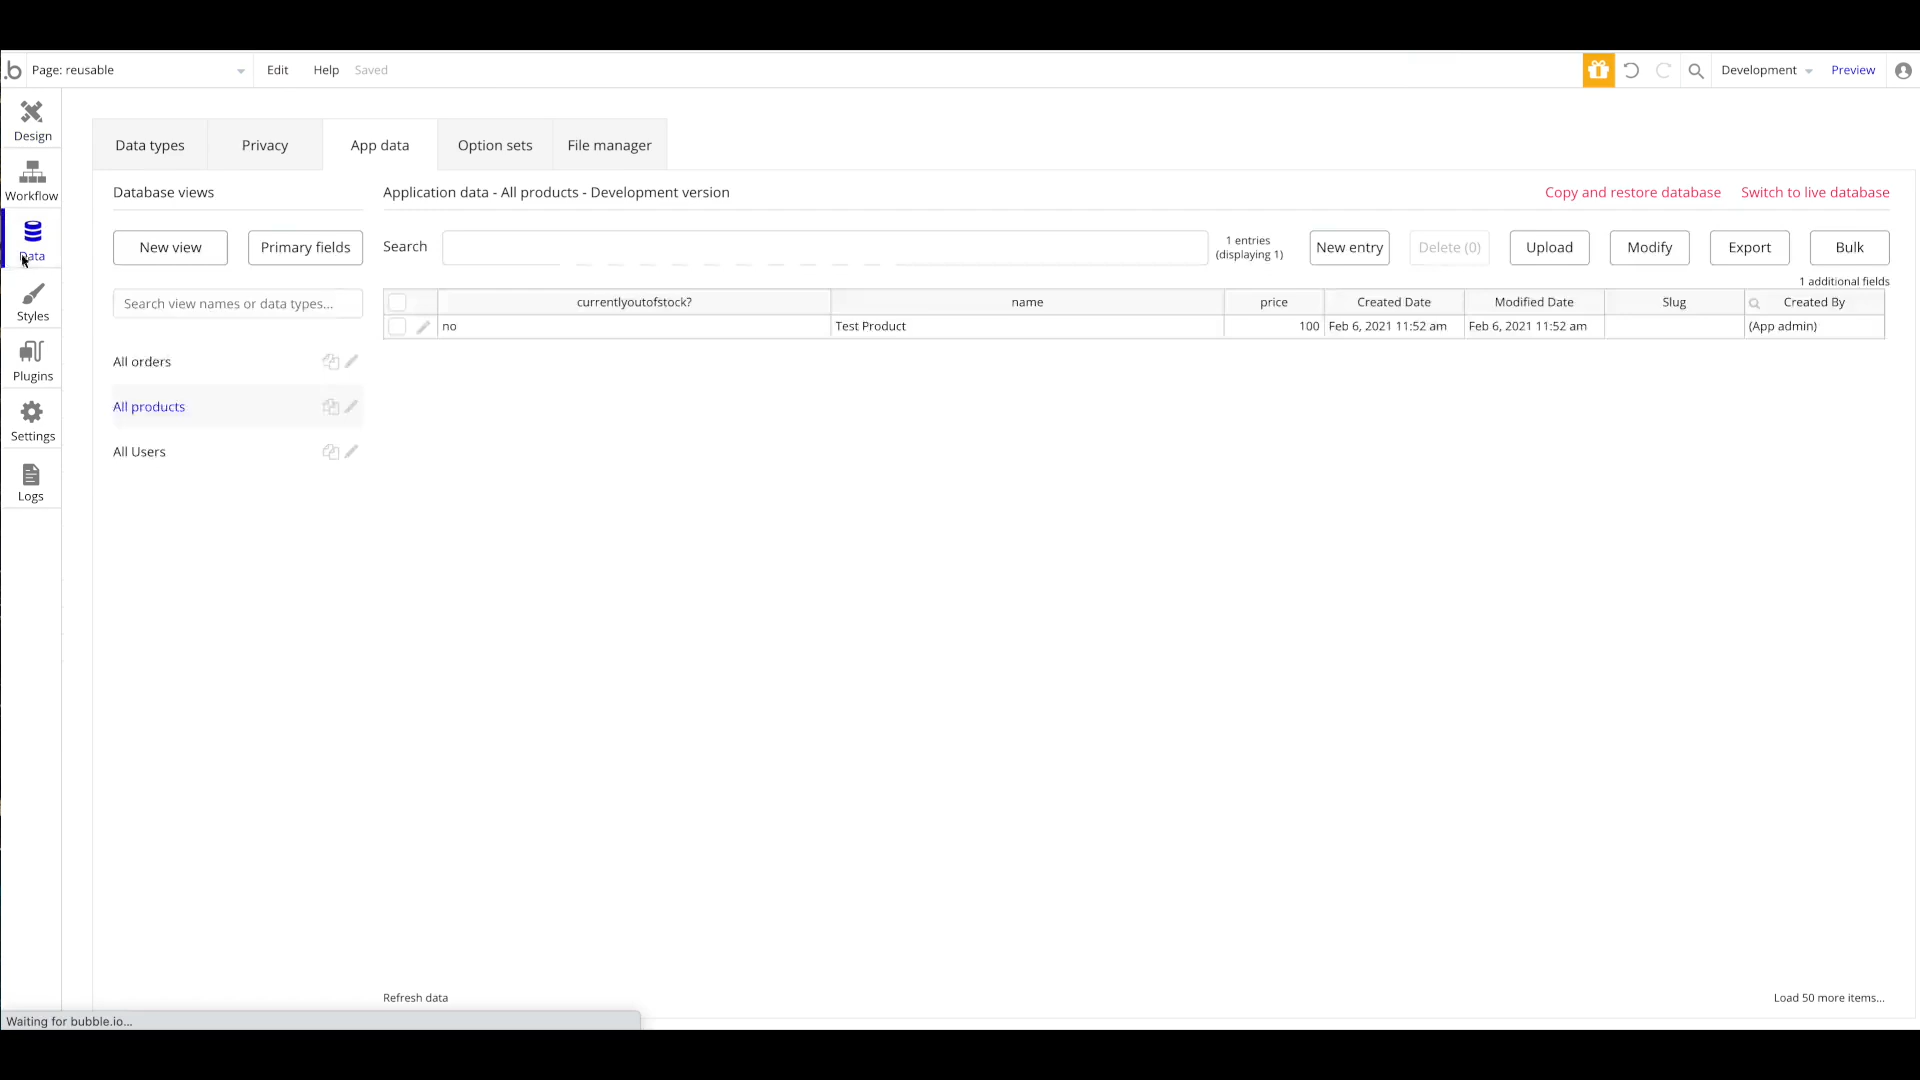 .b Page: reusable Edit Help Saved Development Preview
Design
Workflow
Data
Styles
Plugins
Settings
Logs
Data types Privacy App data Option sets File manager
Database views
New view Primary fields
Search view names or data types...
All orders
All products
All Users
Application data - All products - Development version Copy and restore database Switch to live database
Search 1 entries
(displaying 1)
New entry Delete (0) Upload Modify Export Bulk
1 additional fields
currentlyoutofstock? name price Created Date Modified Date Slug Created By
no Test Product 100 Feb 6, 2021 11:52 am Feb 6, 2021 11:52 am (App admin)
Refresh data Load 50 more items...
Waiting for bubble.io...